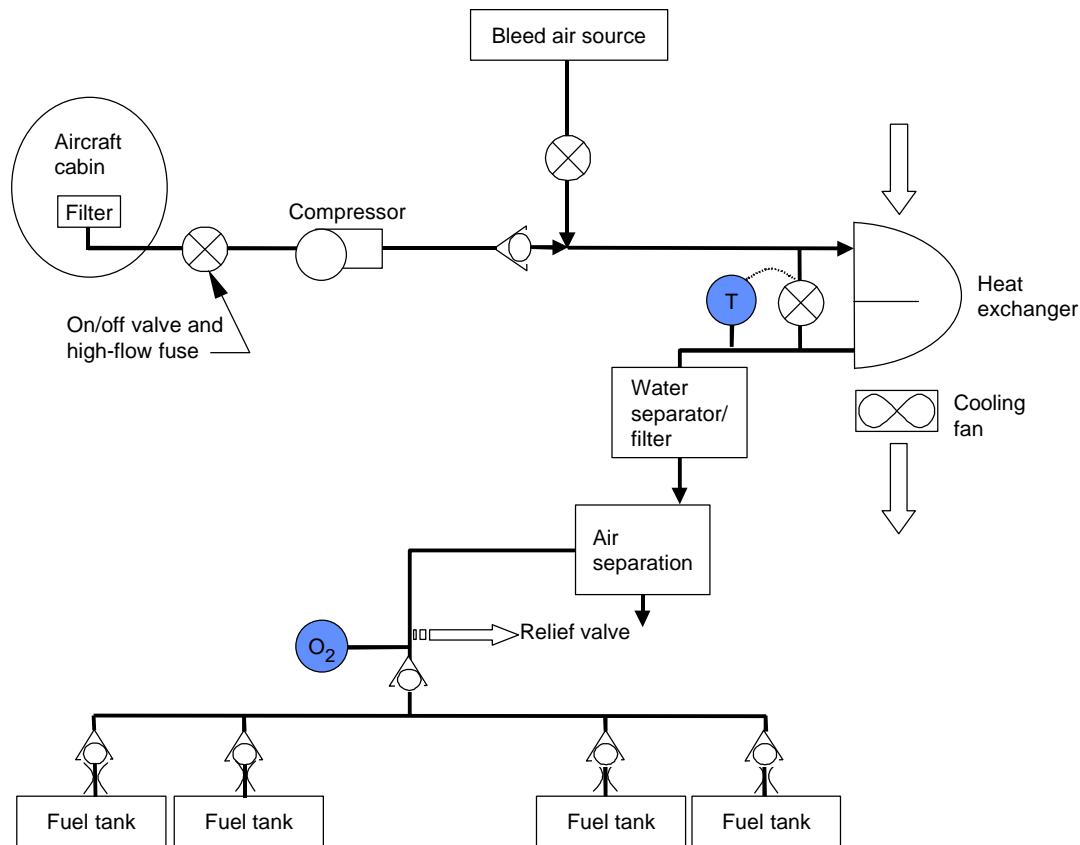 Bleed air source
Aircraft
cabin
Filter
Compressor
On/off valve and
high-flow fuse
T
Heat
exchanger
Water
separator/
filter
Cooling
fan
Air
separation
Relief valve
O2
Fuel tank
Fuel tank
Fuel tank
Fuel tank